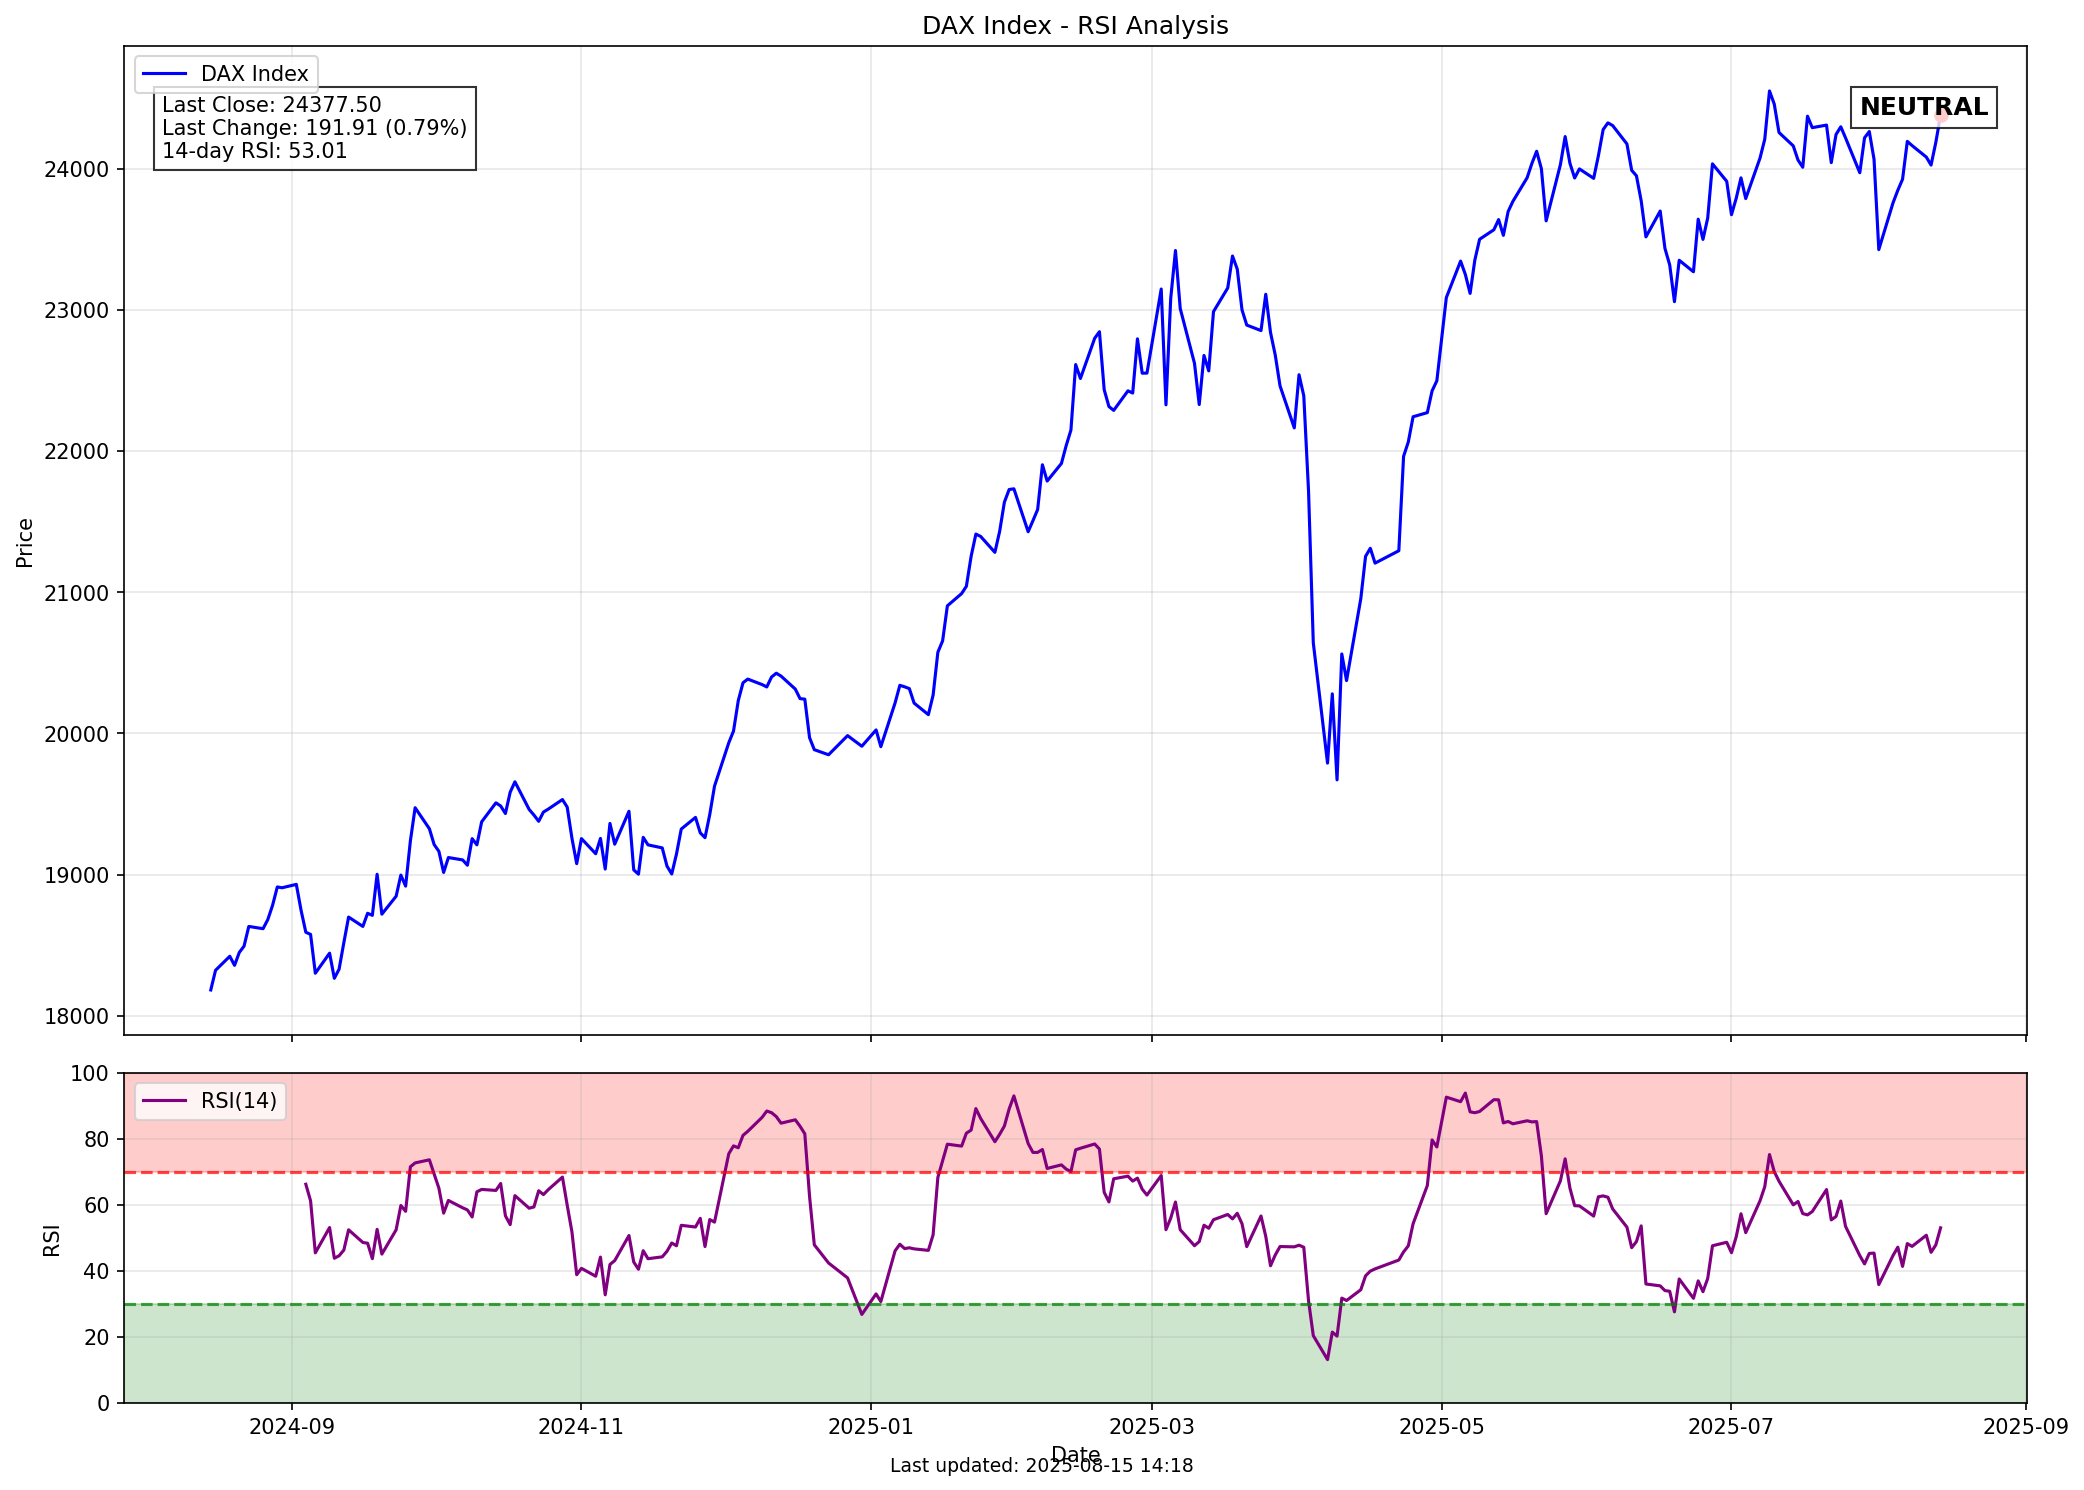 DAX Index - RSI Analysis
DAX Index
Last Close: 24377.50
Last Change: 191.91 (0.79%)
14-day RSI: 53.01
NEUTRAL
Price
24000
23000
22000
21000
20000
19000
18000
RSI(14)
RSI
100
80
60
40
20
0
2024-09 2024-11 2025-01 2025-03 2025-05 2025-07 2025-09
Date
Last updated: 2025-08-15 14:18